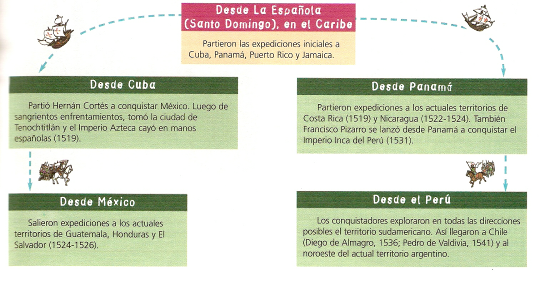 Desde La Española
(Santo Domingo), en el Caribe
Partieron las expediciones iniciales a
Cuba, Panamá, Puerto Rico y Jamaica.
Desde Cuba
Partió Hernán Cortés a conquistar México. Luego de
sangrientos enfrentamientos, tomó la ciudad de
Tenochtitlán y el Imperio Azteca cayó en manos
españolas (1519).
Desde Panamá
Partieron expediciones a los actuales territorios de
Costa Rica (1519) y Nicaragua (1522-1524). También
Francisco Pizarro se lanzó desde Panamá a conquistar el
Imperio Inca del Perú (1531).
Desde México
Salieron expediciones a los actuales
territorios de Guatemala, Honduras y El
Salvador (1524-1526).
Desde el Perú
Los conquistadores exploraron en todas las direcciones
posibles el territorio sudamericano. Así llegaron a Chile
(Diego de Almagro, 1536; Pedro de Valdivia, 1541) y al
noroeste del actual territorio argentino.